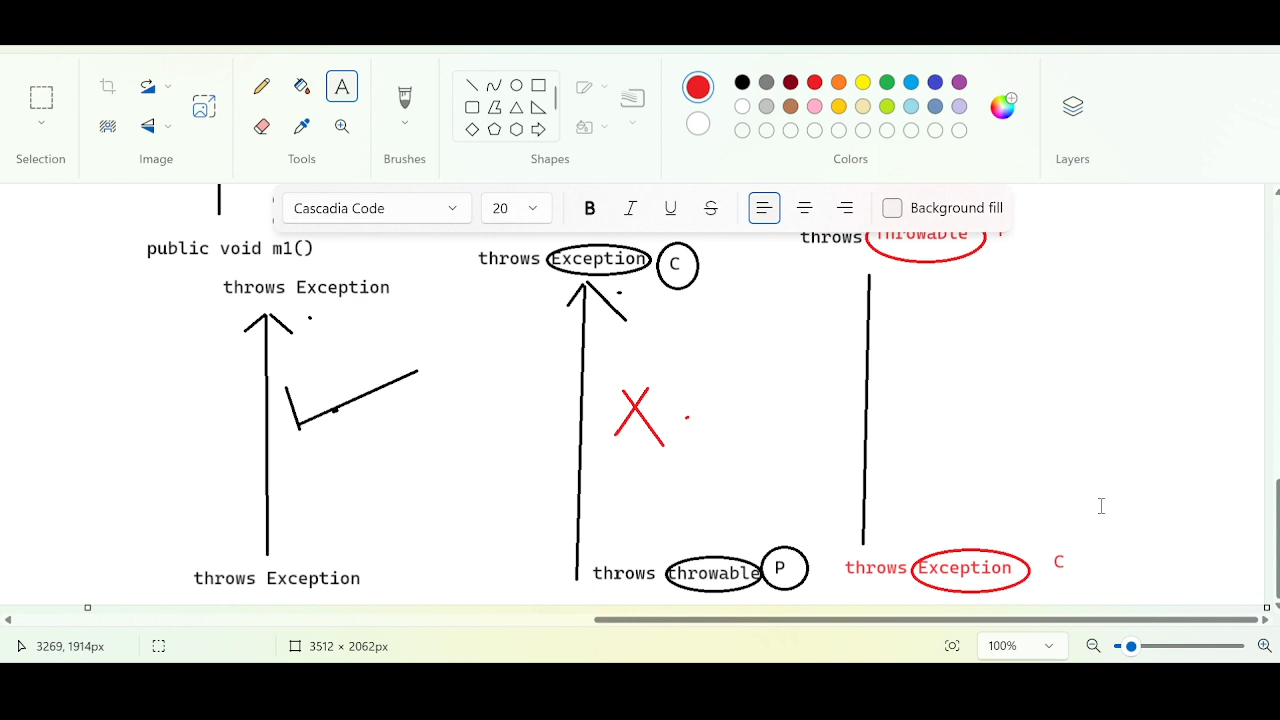 Selection
Image
Tools
Brushes
Shapes
Colors
Layers
Cascadia Code
20
B I U S
Background fill
public void m1()
throws Exception
throws Exception C
throws Throwable
X
throws Exception
throws throwable P
throws Exception C
3269, 1914px
3512 × 2062px
100%